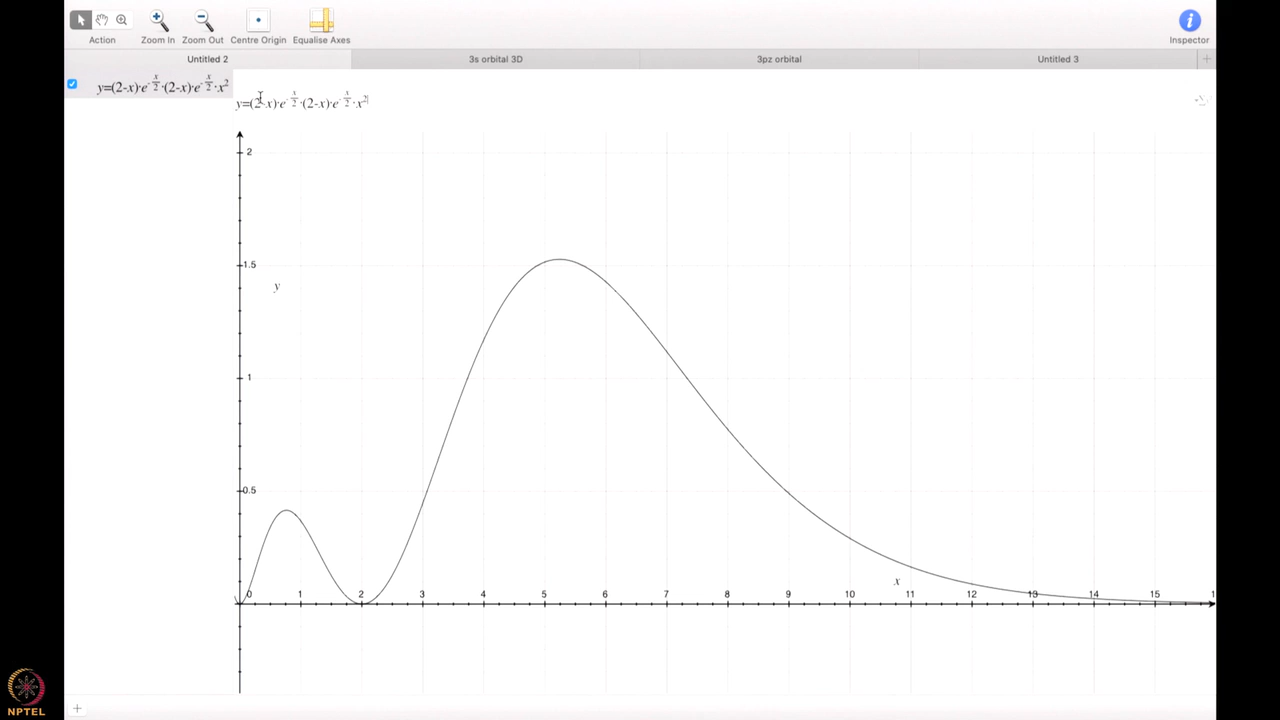 Action
Zoom In
Zoom Out
Centre Origin
Equalise Axes
Inspector
Untitled 2
3s orbital 3D
3pz orbital
Untitled 3
+
y=(2-x)·e^{-x/2}·(2-x)·e^{-x/2}·x²
y=(2-x)·e^{-x/2}·(2-x)·e^{-x/2}·x²
2
1.5
y
1
0.5
x
0 1 2 3 4 5 6 7 8 9 10 11 12 13 14 15 1
NPTEL
+